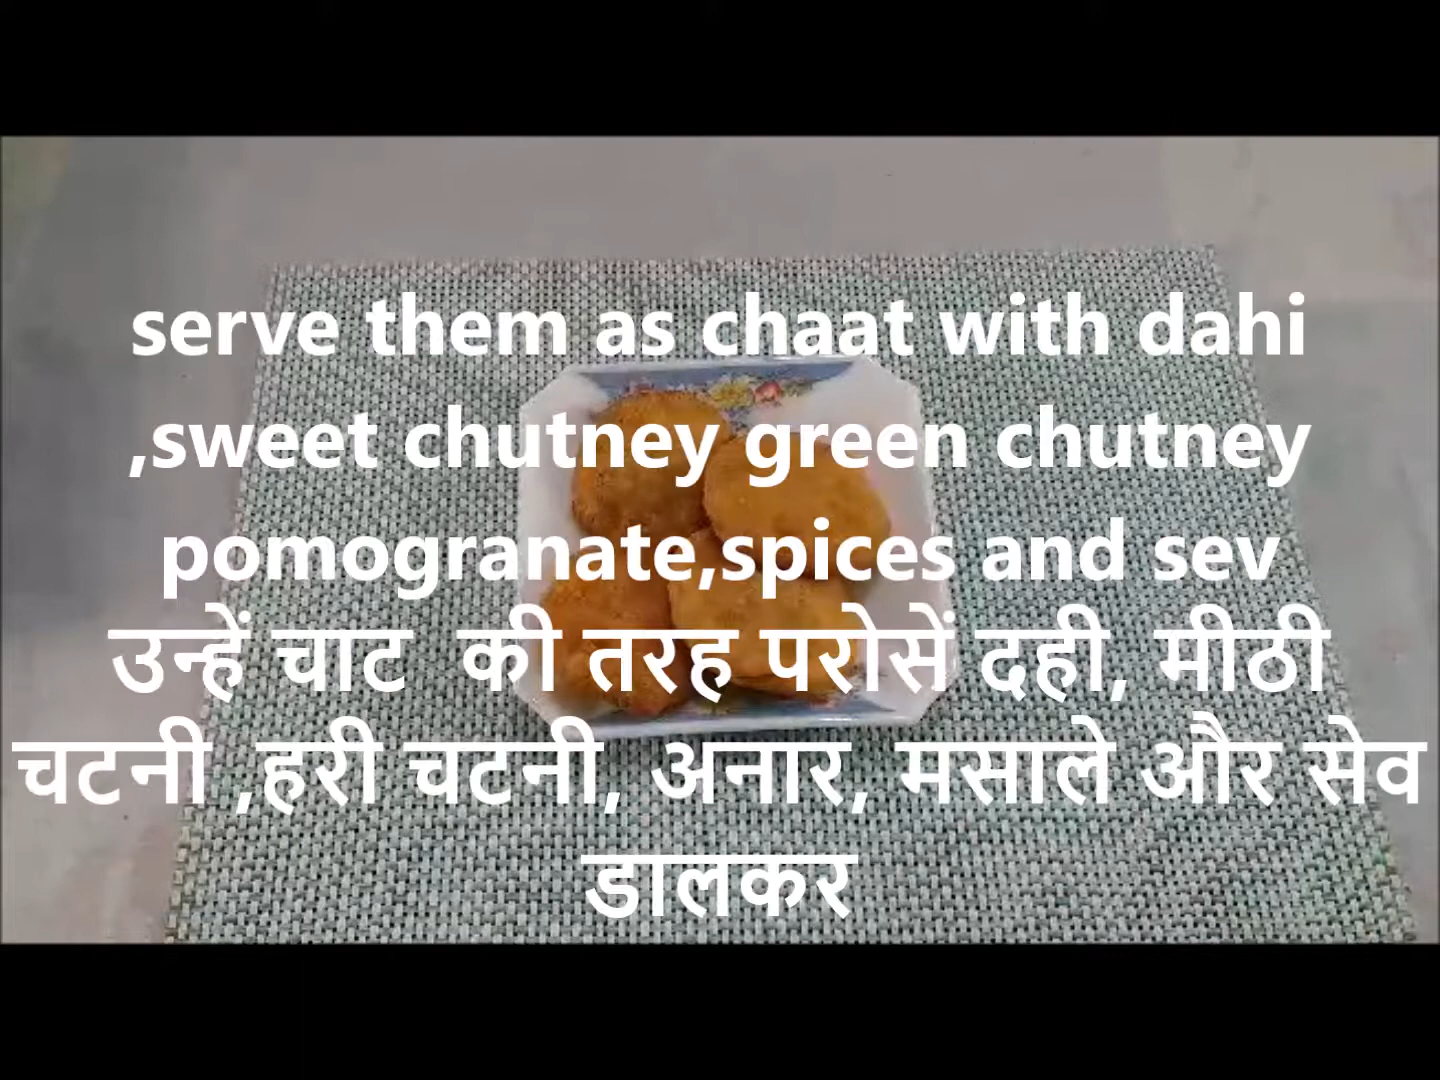 serve them as chaat with dahi
,sweet chutney green chutney
pomogranate,spices and sev
उन्हें चाट की तरह परोसें दही, मीठी
चटनी ,हरी चटनी, अनार, मसाले और सेव
डालकर